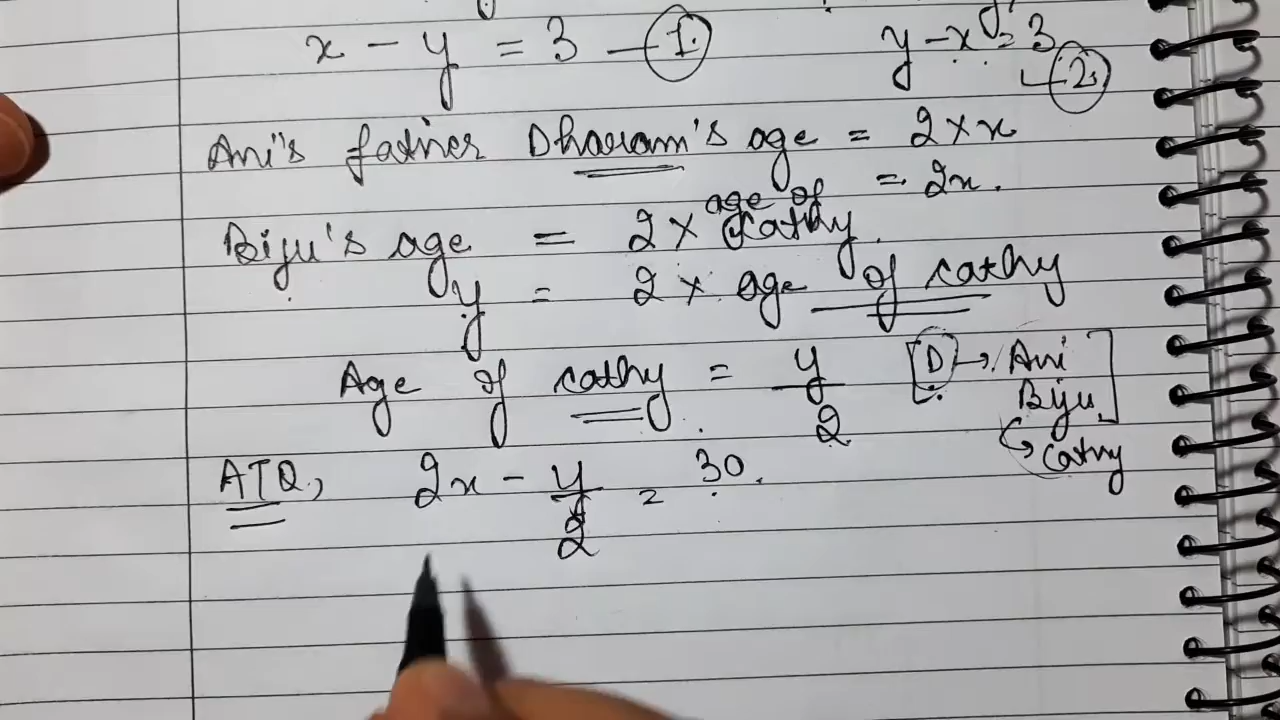 x - y = 3 — 1. y - x = 3 — 2.
Ani's father Dharam's age = 2 × x
= 2x.
Biju's age = 2 × age of Cathy.
y = 2 × age of cathy
Age of cathy = y/2 [D → Ani
Biju]
→ Cathy
ATQ, 2x - y/2 = 30.